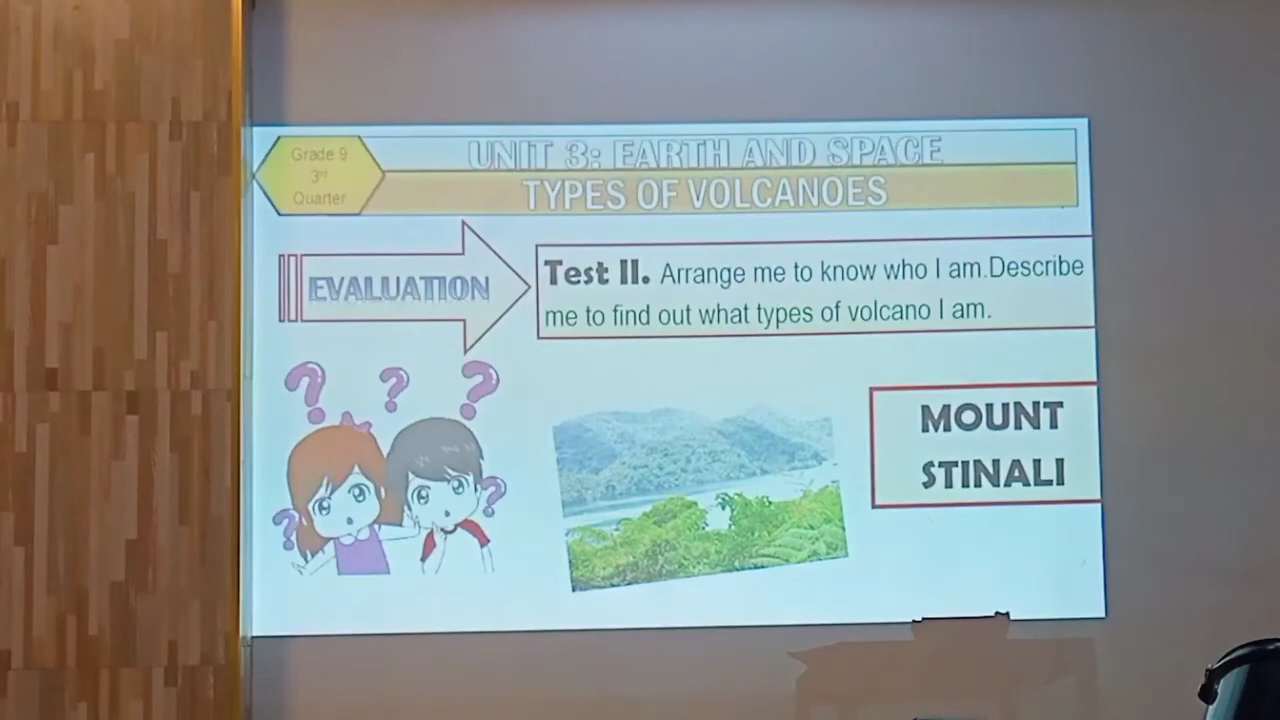 Grade 9
3rd
Quarter
UNIT 3: EARTH AND SPACE
TYPES OF VOLCANOES
EVALUATION
Test II. Arrange me to know who I am.Describe
me to find out what types of volcano I am.
MOUNT
STINALI